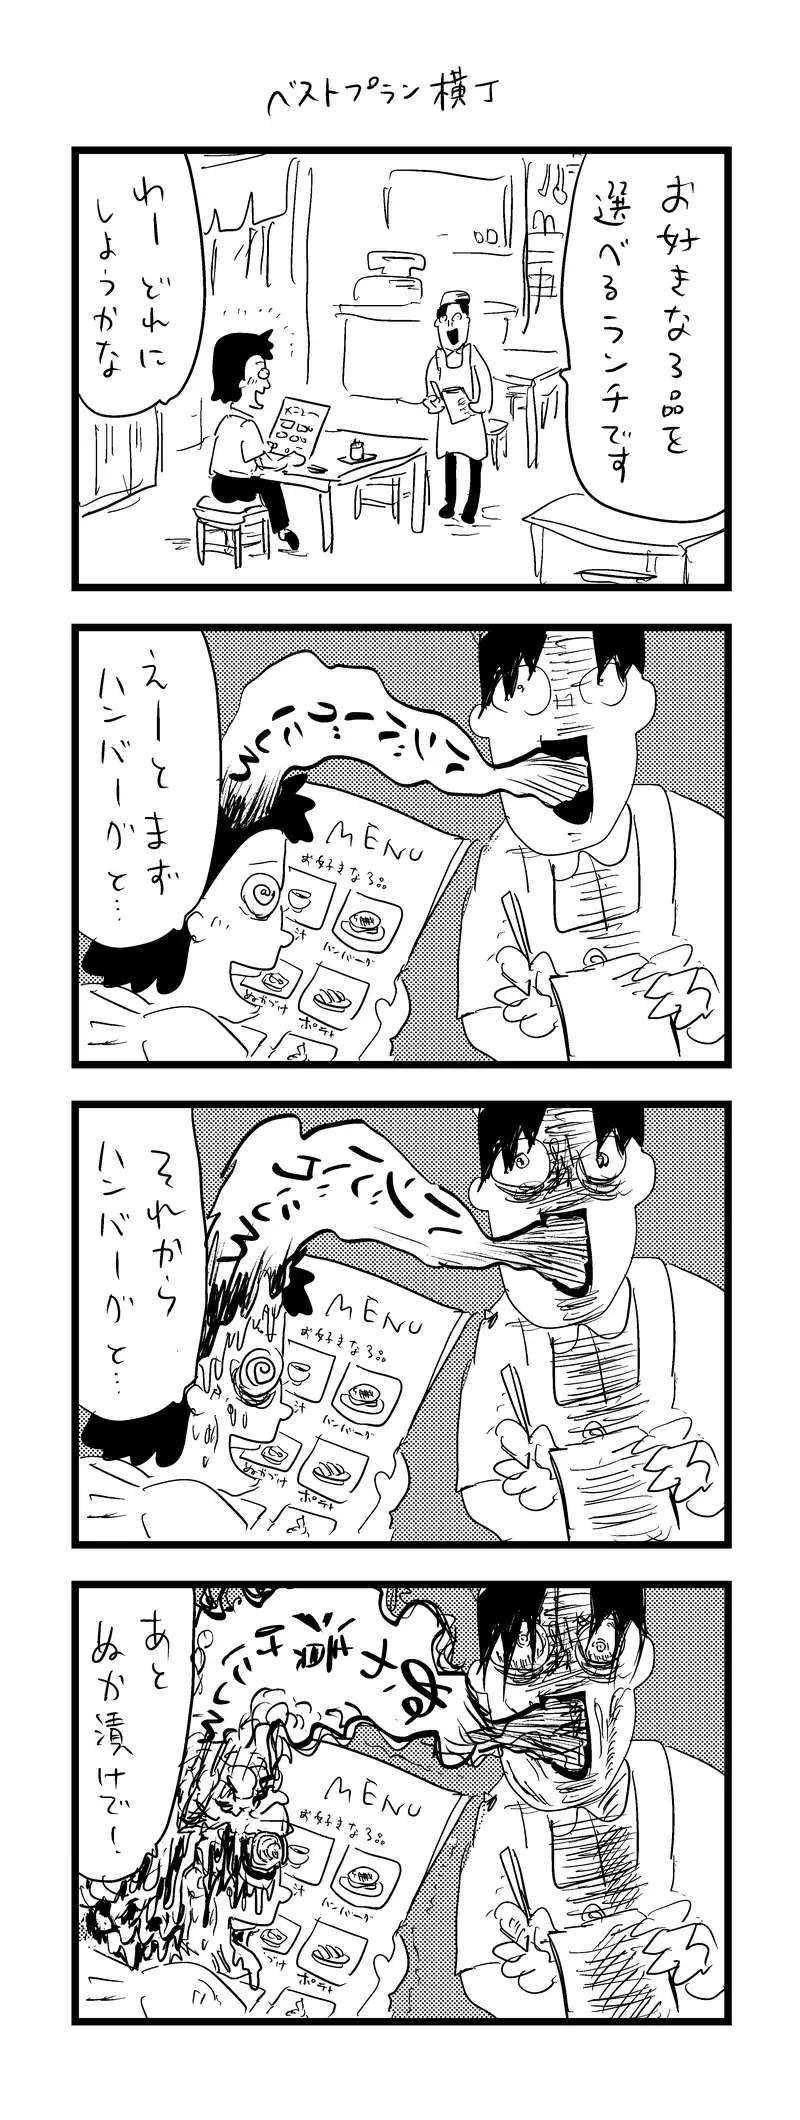 ベストプラン横丁
お好きな3品を
選べるランチです
わー どれに
しようかな
メニュー
えーとまず
ハンバーグと…
MENU
お好きな3品
汁
ハンバーグ
ぬかづけ
ポテト
それから
ハンバーグと…
MENU
お好きな3品
汁
ハンバーグ
ぬかづけ
ポテト
あと
ぬか漬けで！
MENU
お好きな3品
汁
ハンバーグ
づけ
ポテト